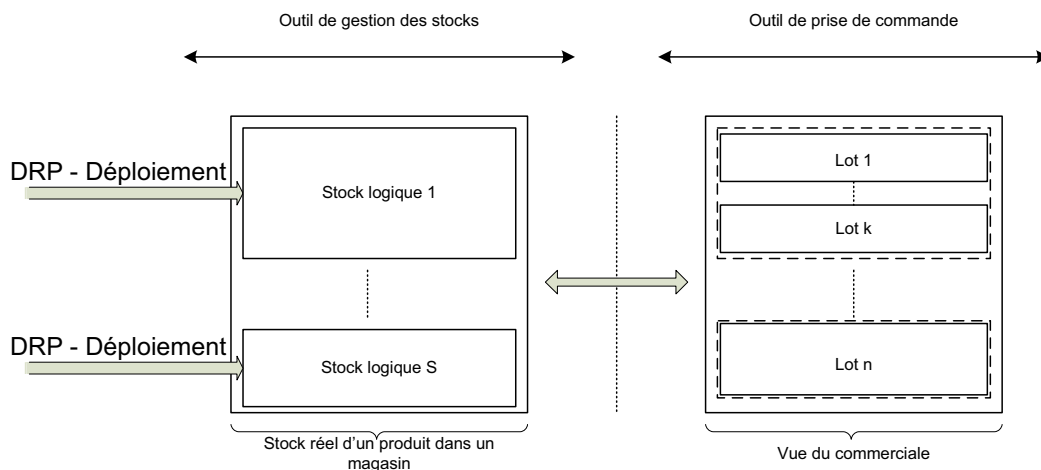 Outil de gestion des stocks
Outil de prise de commande
DRP - Déploiement
Stock logique 1
Lot 1
Lot k
DRP - Déploiement
Stock logique S
Lot n
Stock réel d'un produit dans un
magasin
Vue du commerciale